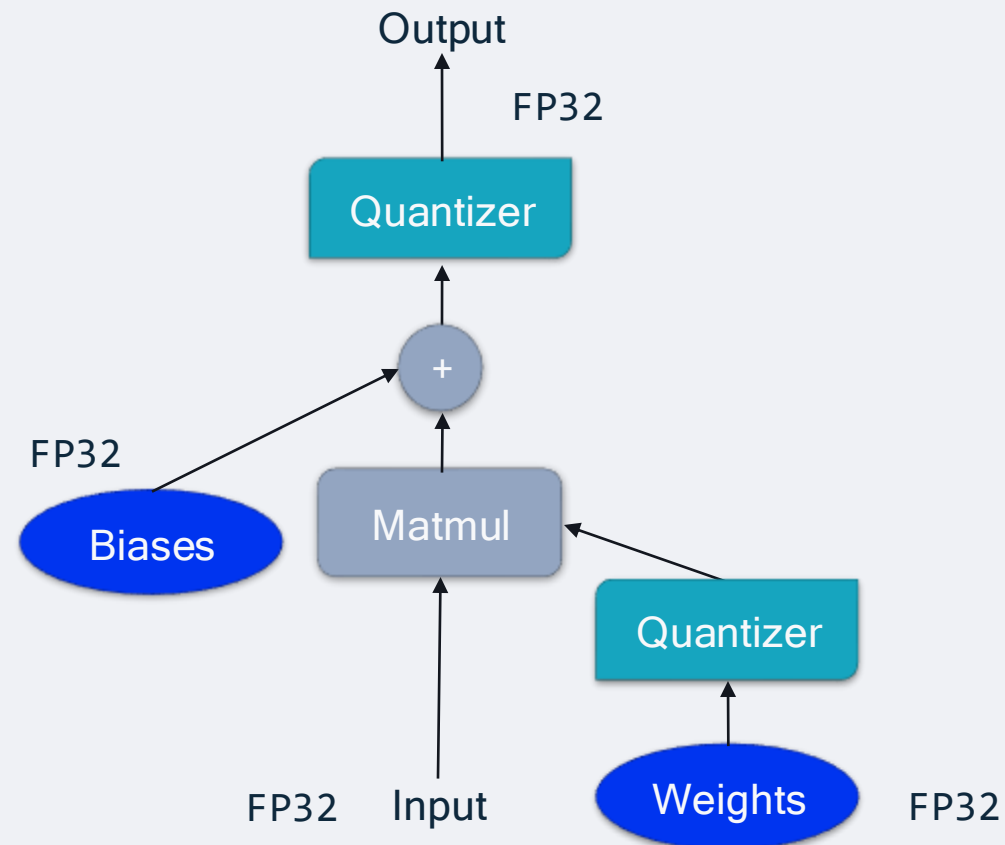 Output
FP32
Quantizer
+
FP32
Biases
Matmul
Quantizer
FP32
Input
Weights
FP32